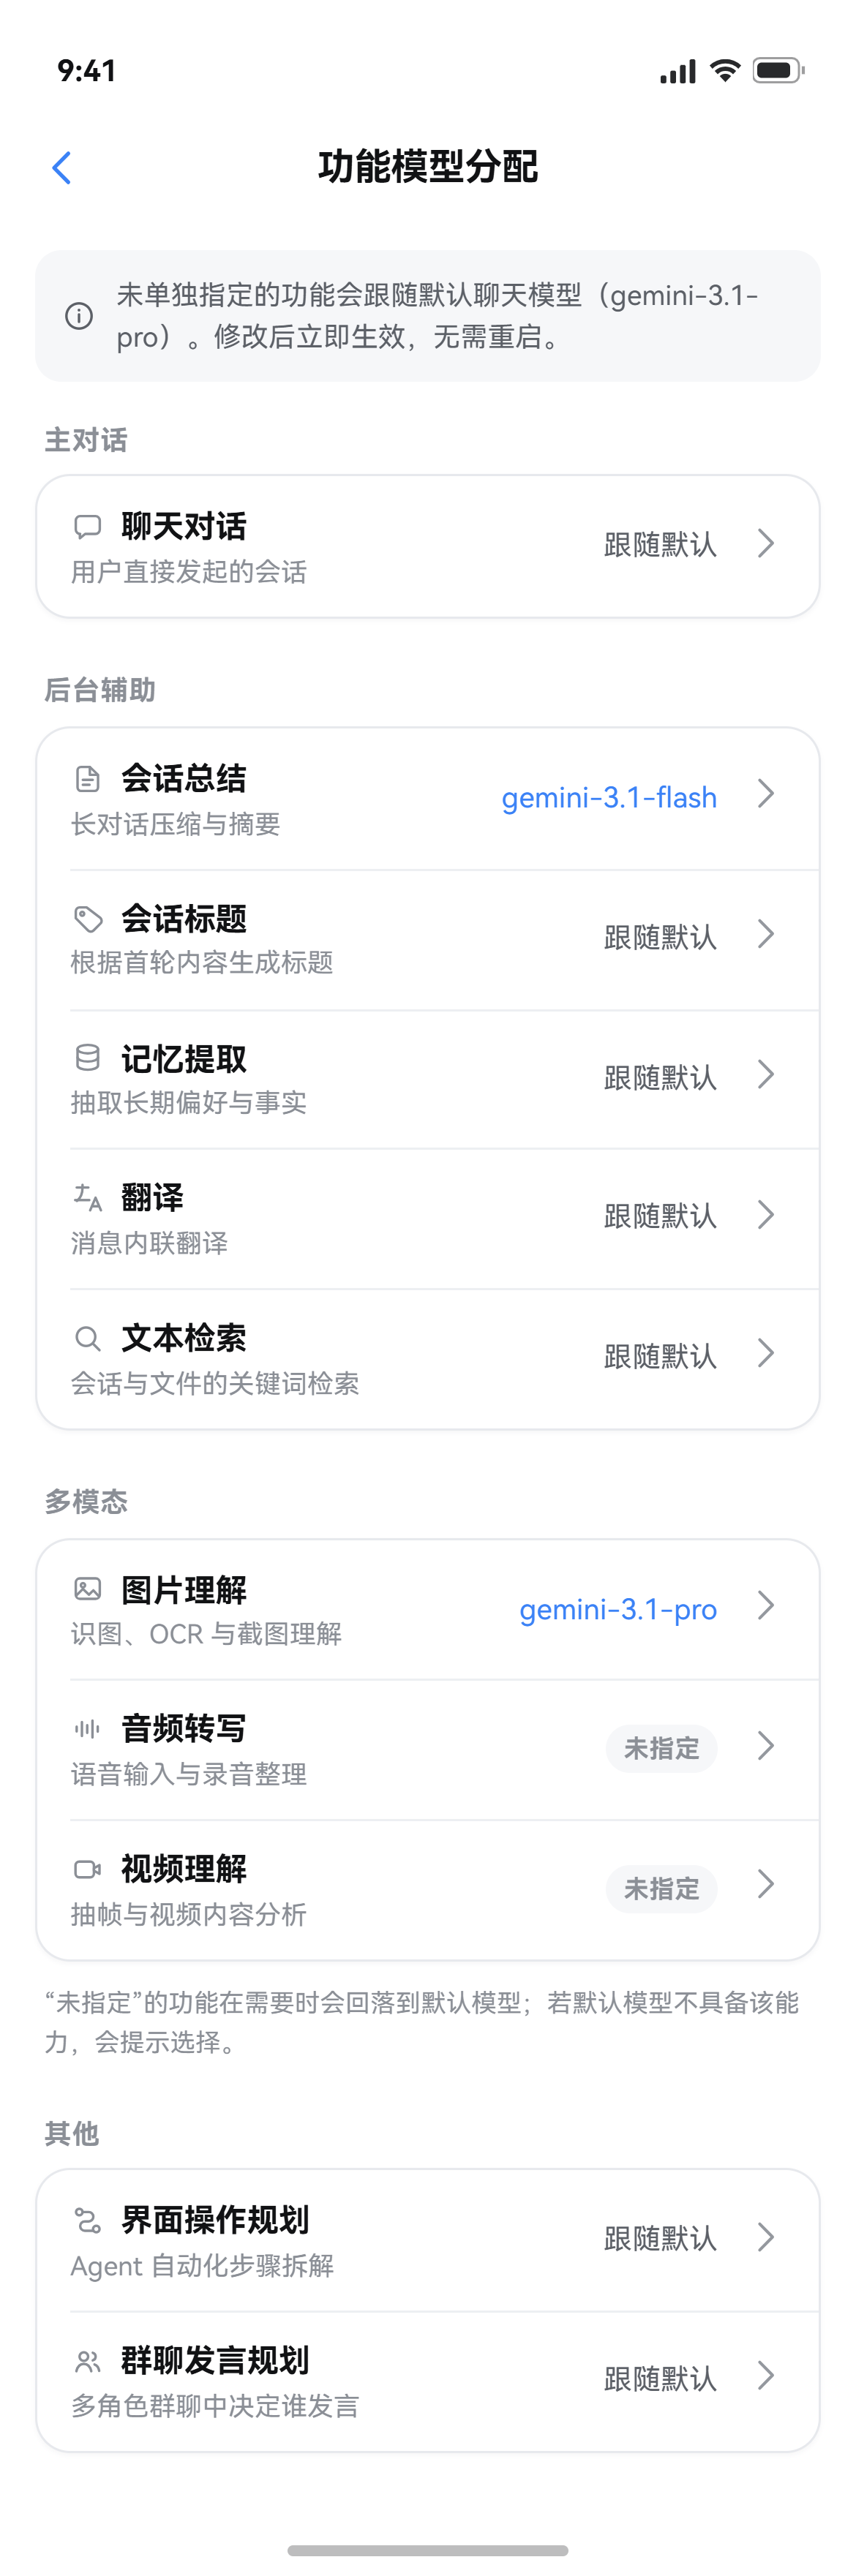 9:41
功能模型分配
未单独指定的功能会跟随默认聊天模型（gemini-3.1-
pro）。修改后立即生效，无需重启。
主对话
聊天对话
用户直接发起的会话
跟随默认
后台辅助
会话总结
长对话压缩与摘要
gemini-3.1-flash
会话标题
根据首轮内容生成标题
跟随默认
记忆提取
抽取长期偏好与事实
跟随默认
翻译
消息内联翻译
跟随默认
文本检索
会话与文件的关键词检索
跟随默认
多模态
图片理解
识图、OCR 与截图理解
gemini-3.1-pro
音频转写
语音输入与录音整理
未指定
视频理解
抽帧与视频内容分析
未指定
“未指定”的功能在需要时会回落到默认模型；若默认模型不具备该能
力，会提示选择。
其他
界面操作规划
Agent 自动化步骤拆解
跟随默认
群聊发言规划
多角色群聊中决定谁发言
跟随默认